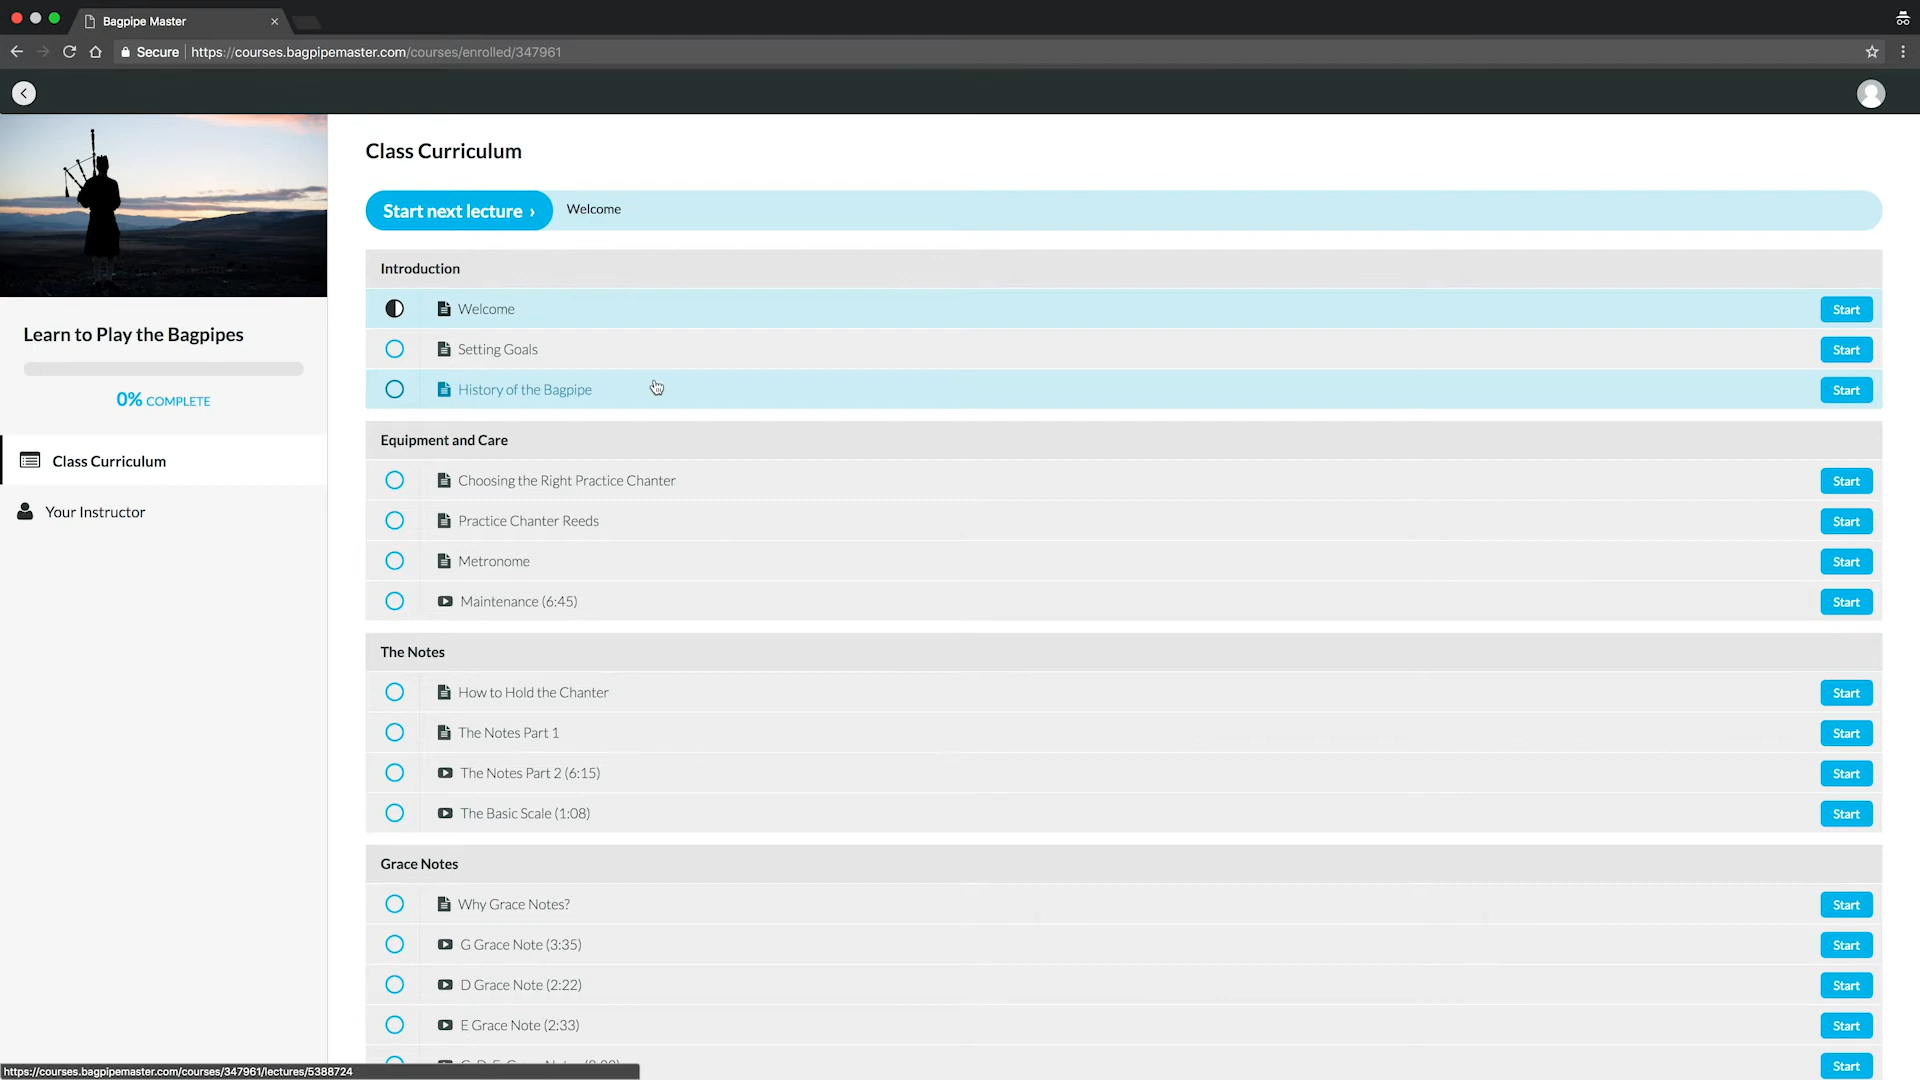 Bagpipe Master
Secure https://courses.bagpipemaster.com/courses/enrolled/347961
Class Curriculum
Start next lecture › Welcome
Introduction
Welcome Start
Setting Goals Start
History of the Bagpipe Start
Learn to Play the Bagpipes
0% COMPLETE
Class Curriculum
Your Instructor
Equipment and Care
Choosing the Right Practice Chanter Start
Practice Chanter Reeds Start
Metronome Start
Maintenance (6:45) Start
The Notes
How to Hold the Chanter Start
The Notes Part 1 Start
The Notes Part 2 (6:15) Start
The Basic Scale (1:08) Start
Grace Notes
Why Grace Notes? Start
G Grace Note (3:35) Start
D Grace Note (2:22) Start
E Grace Note (2:33) Start
Start
https://courses.bagpipemaster.com/courses/347961/lectures/5388724